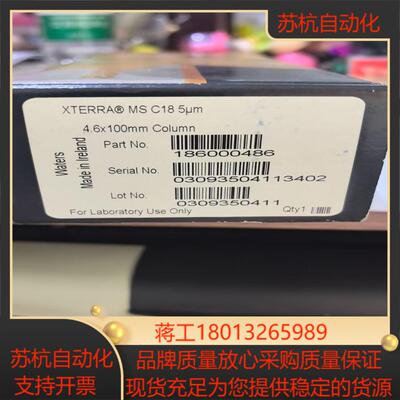 苏杭自动化
XTERRA® MS C18 5µm
4.6x100mm Column
Part No.
186000486
Waters
Made in Ireland
Serial No.
03093504113402
Lot No.
0309350411
For Laboratory Use Only
Qty1
蒋工18013265989
苏杭自动化
支持开票
品牌质量放心采购质量保证
现货充足为您提供稳定的货源